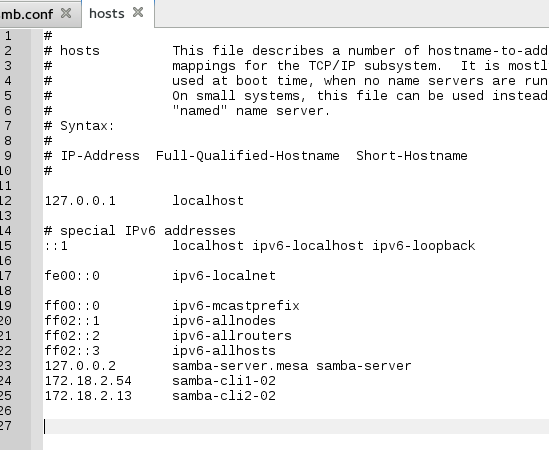 mb.conf hosts
1 #
2 # hosts This file describes a number of hostname-to-add
3 # mappings for the TCP/IP subsystem. It is mostl
4 # used at boot time, when no name servers are run
5 # On small systems, this file can be used instead
6 # "named" name server.
7 # Syntax:
8 #
9 # IP-Address Full-Qualified-Hostname Short-Hostname
10 #
11
12 127.0.0.1 localhost
13
14 # special IPv6 addresses
15 ::1 localhost ipv6-localhost ipv6-loopback
16
17 fe00::0 ipv6-localnet
18
19 ff00::0 ipv6-mcastprefix
20 ff02::1 ipv6-allnodes
21 ff02::2 ipv6-allrouters
22 ff02::3 ipv6-allhosts
23 127.0.0.2 samba-server.mesa samba-server
24 172.18.2.54 samba-cli1-02
25 172.18.2.13 samba-cli2-02
26
27